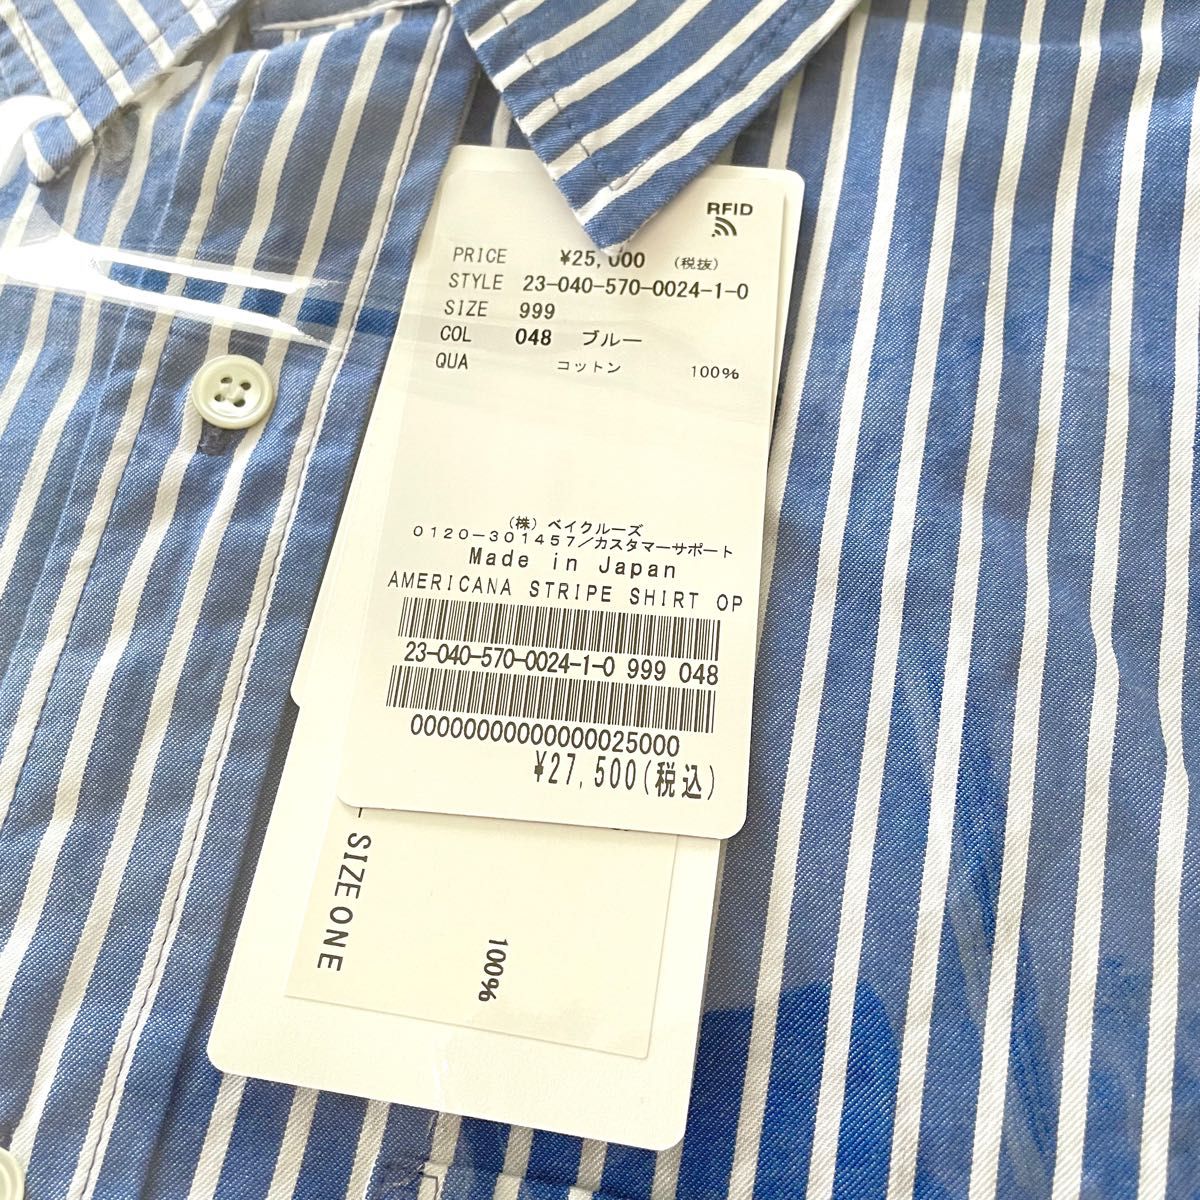 RFID
PRICE ¥25,000 (税抜)
STYLE 23-040-570-0024-1-0
SIZE 999
COL 048 ブルー
QUA コットン 100%
(株)ベイクルーズ
0120-301457/カスタマーサポート
Made in Japan
AMERICANA STRIPE SHIRT OP
23-040-570-0024-1-0 999 048
00000000000000025000
¥27,500(税込)
SIZE ONE
100%